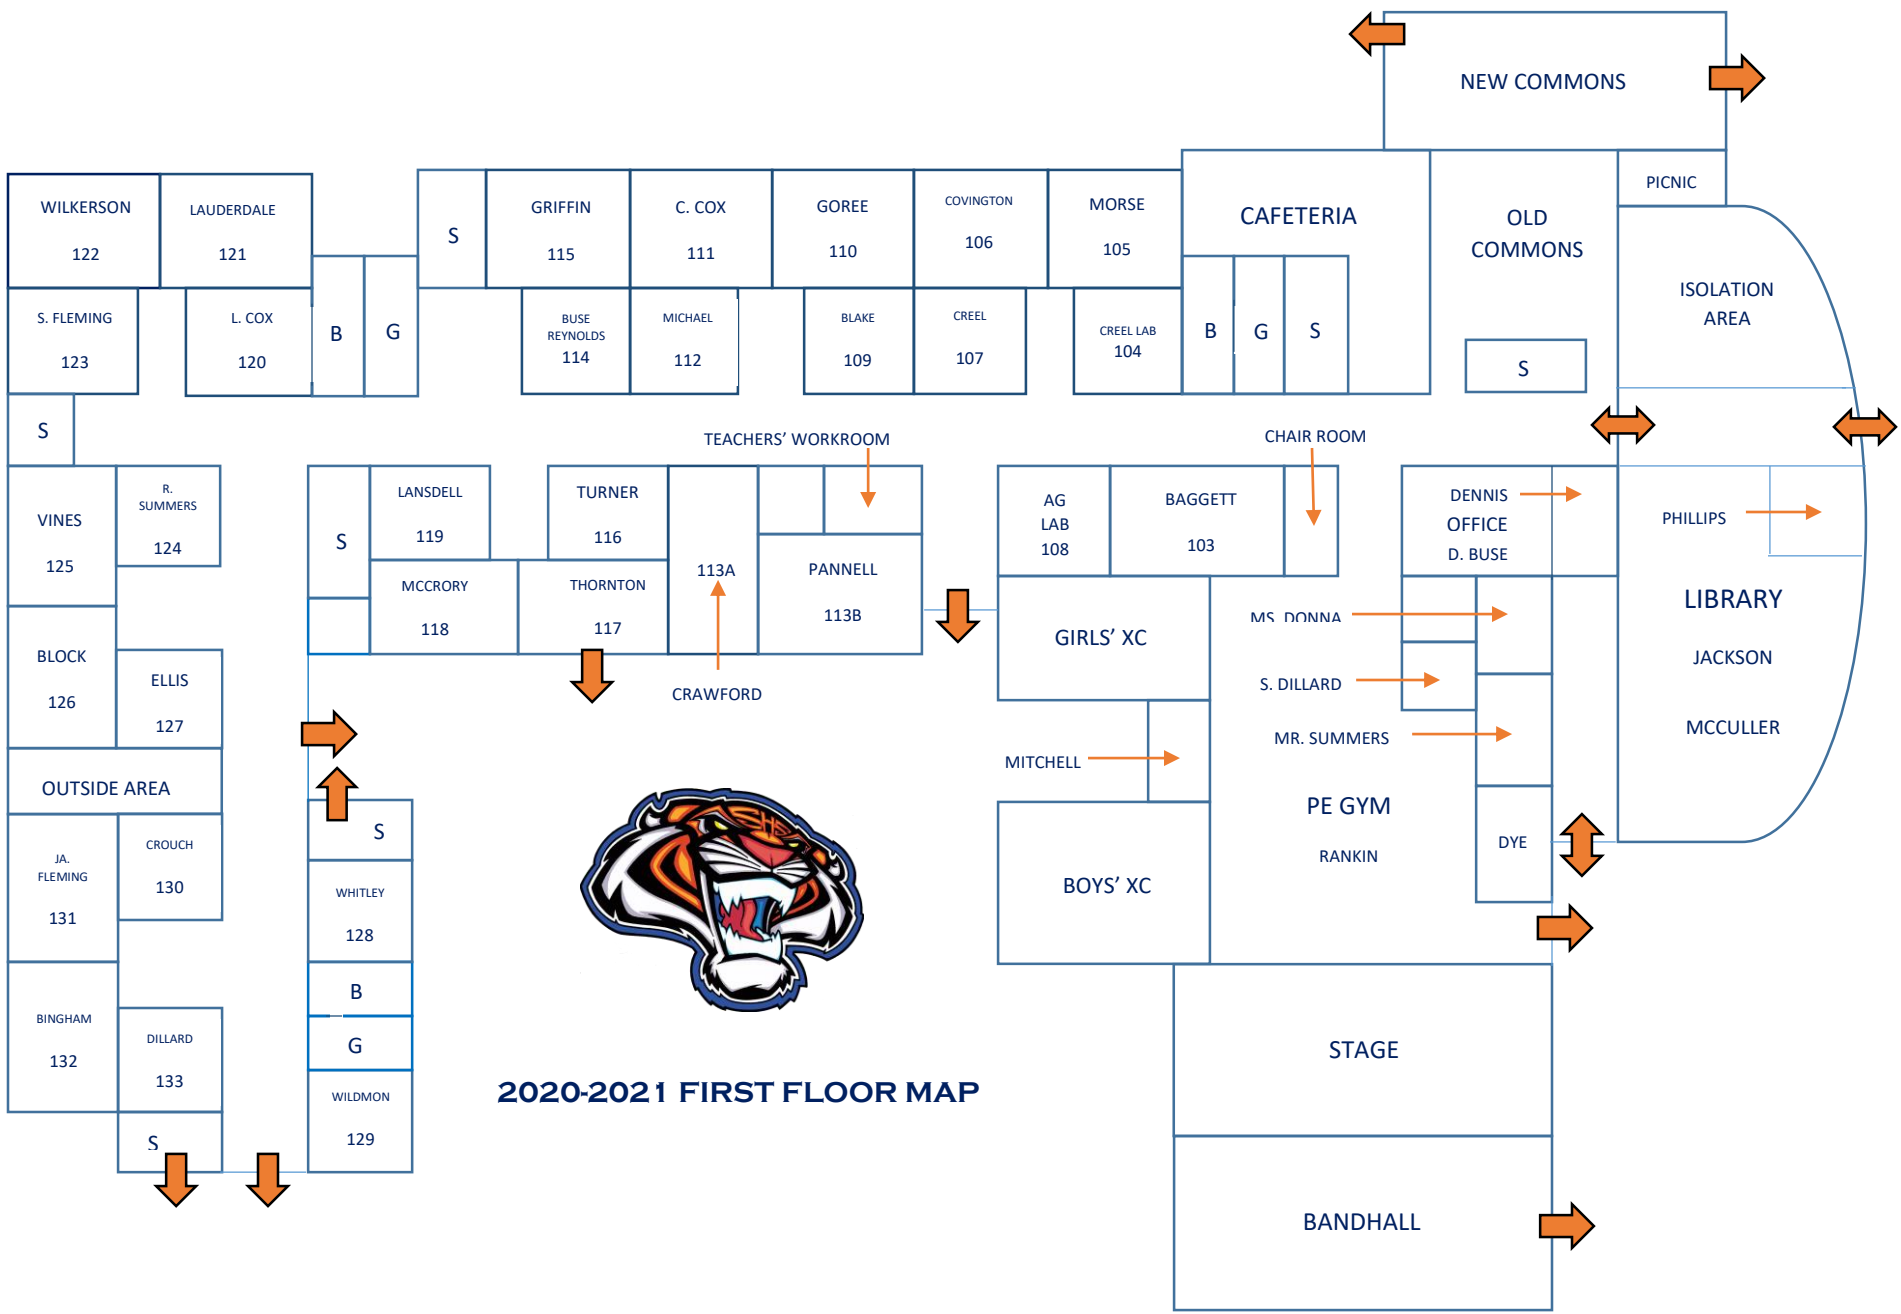 NEW COMMONS
PICNIC
WILKERSON
122
LAUDERDALE
121
S
GRIFFIN
115
C. COX
111
GOREE
110
COVINGTON
106
MORSE
105
CAFETERIA
OLD
COMMONS
ISOLATION
AREA
S. FLEMING
123
L. COX
120
B
G
BUSE
REYNOLDS
114
MICHAEL
112
BLAKE
109
CREEL
107
CREEL LAB
104
B
G
S
S
S
TEACHERS' WORKROOM
CHAIR ROOM
VINES
125
R.
SUMMERS
124
S
LANSDELL
119
TURNER
116
113A
AG
LAB
108
BAGGETT
103
DENNIS
OFFICE
D. BUSE
PHILLIPS
MCCRORY
118
THORNTON
117
PANNELL
113B
LIBRARY
JACKSON
MCCULLER
BLOCK
126
ELLIS
127
CRAWFORD
GIRLS' XC
MS. DONNA
S. DILLARD
MR. SUMMERS
MITCHELL
OUTSIDE AREA
S
PE GYM
RANKIN
DYE
JA.
FLEMING
131
CROUCH
130
WHITLEY
128
EHS
BOYS' XC
BINGHAM
132
DILLARD
133
B
G
STAGE
2020-2021 FIRST FLOOR MAP
WILDMON
129
S
BANDHALL